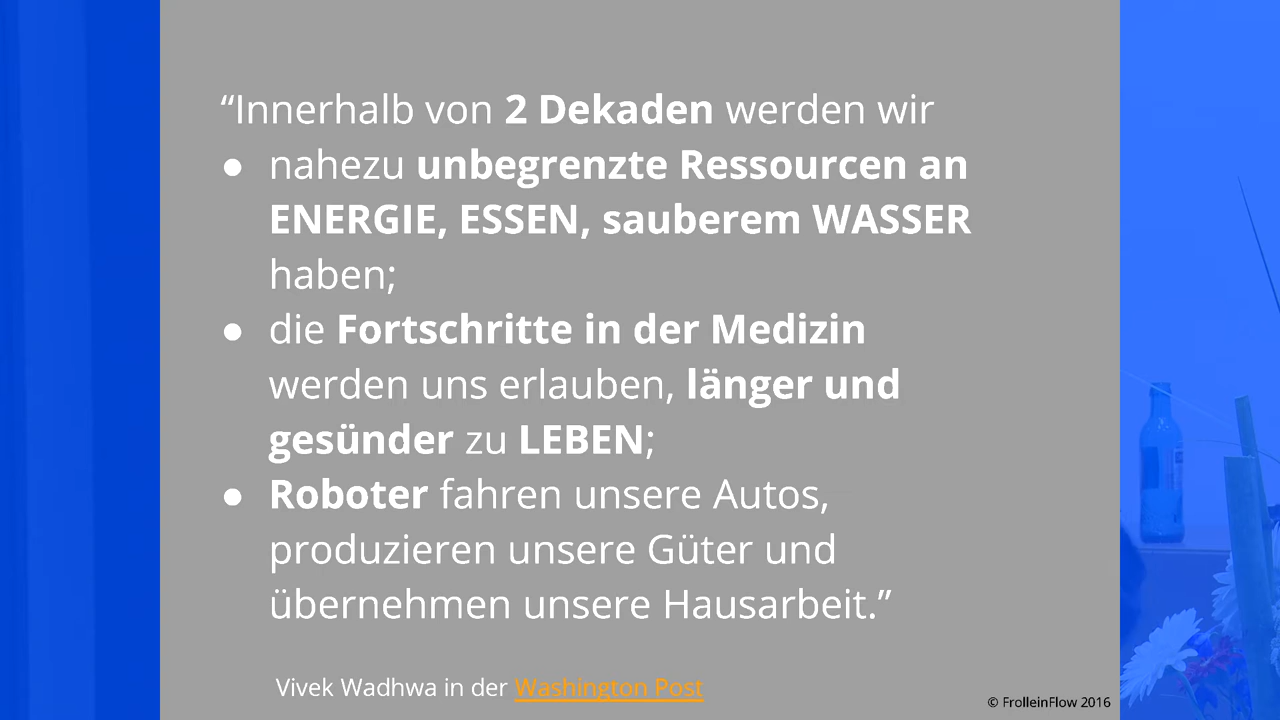 “Innerhalb von 2 Dekaden werden wir
● nahezu unbegrenzte Ressourcen an
ENERGIE, ESSEN, sauberem WASSER
haben;
● die Fortschritte in der Medizin
werden uns erlauben, länger und
gesünder zu LEBEN;
● Roboter fahren unsere Autos,
produzieren unsere Güter und
übernehmen unsere Hausarbeit.”
Vivek Wadhwa in der Washington Post
© FrolleinFlow 2016